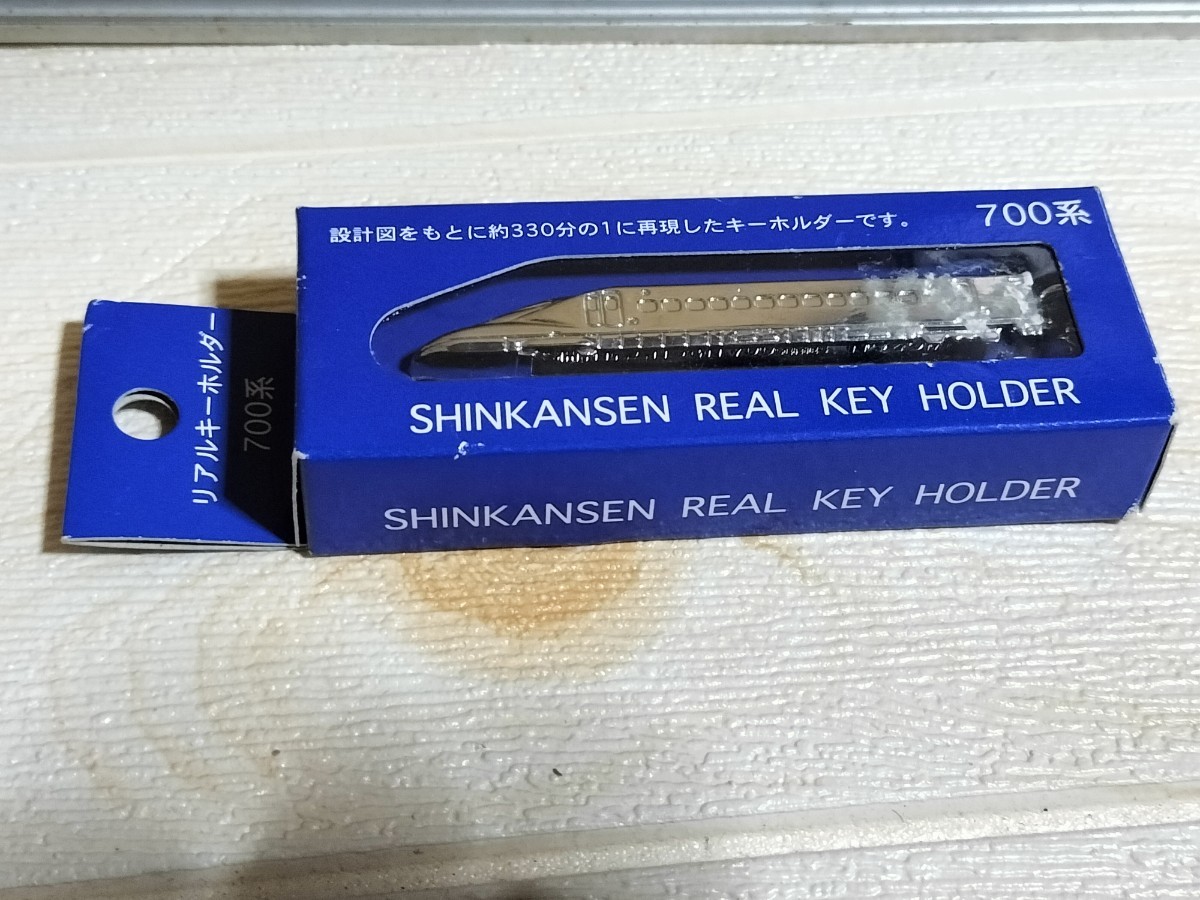 設計図をもとに約330分の1に再現したキーホルダーです。
700系
SHINKANSEN REAL KEY HOLDER
SHINKANSEN REAL KEY HOLDER
リアルキーホルダー
700系